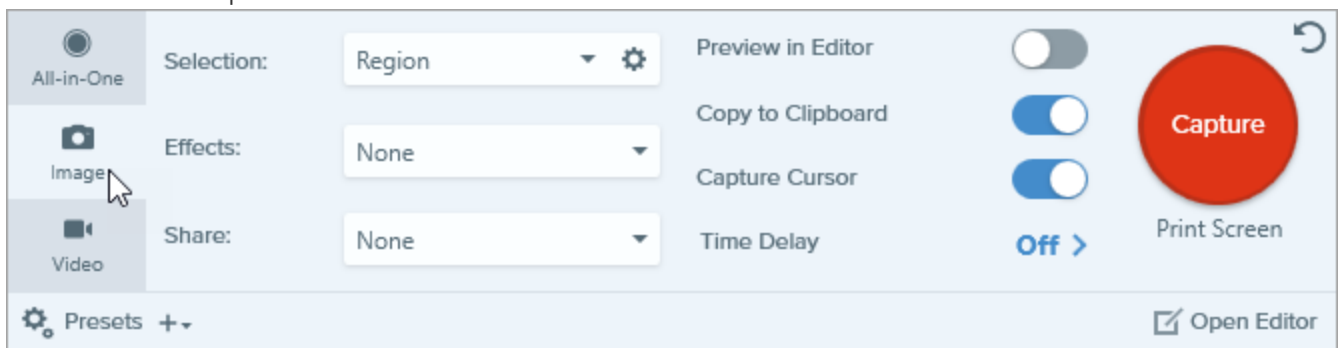 All-in-One
Image
Video
Selection: Region
Effects: None
Share: None
Preview in Editor
Copy to Clipboard
Capture Cursor
Time Delay Off >
Capture
Print Screen
Presets +
Open Editor